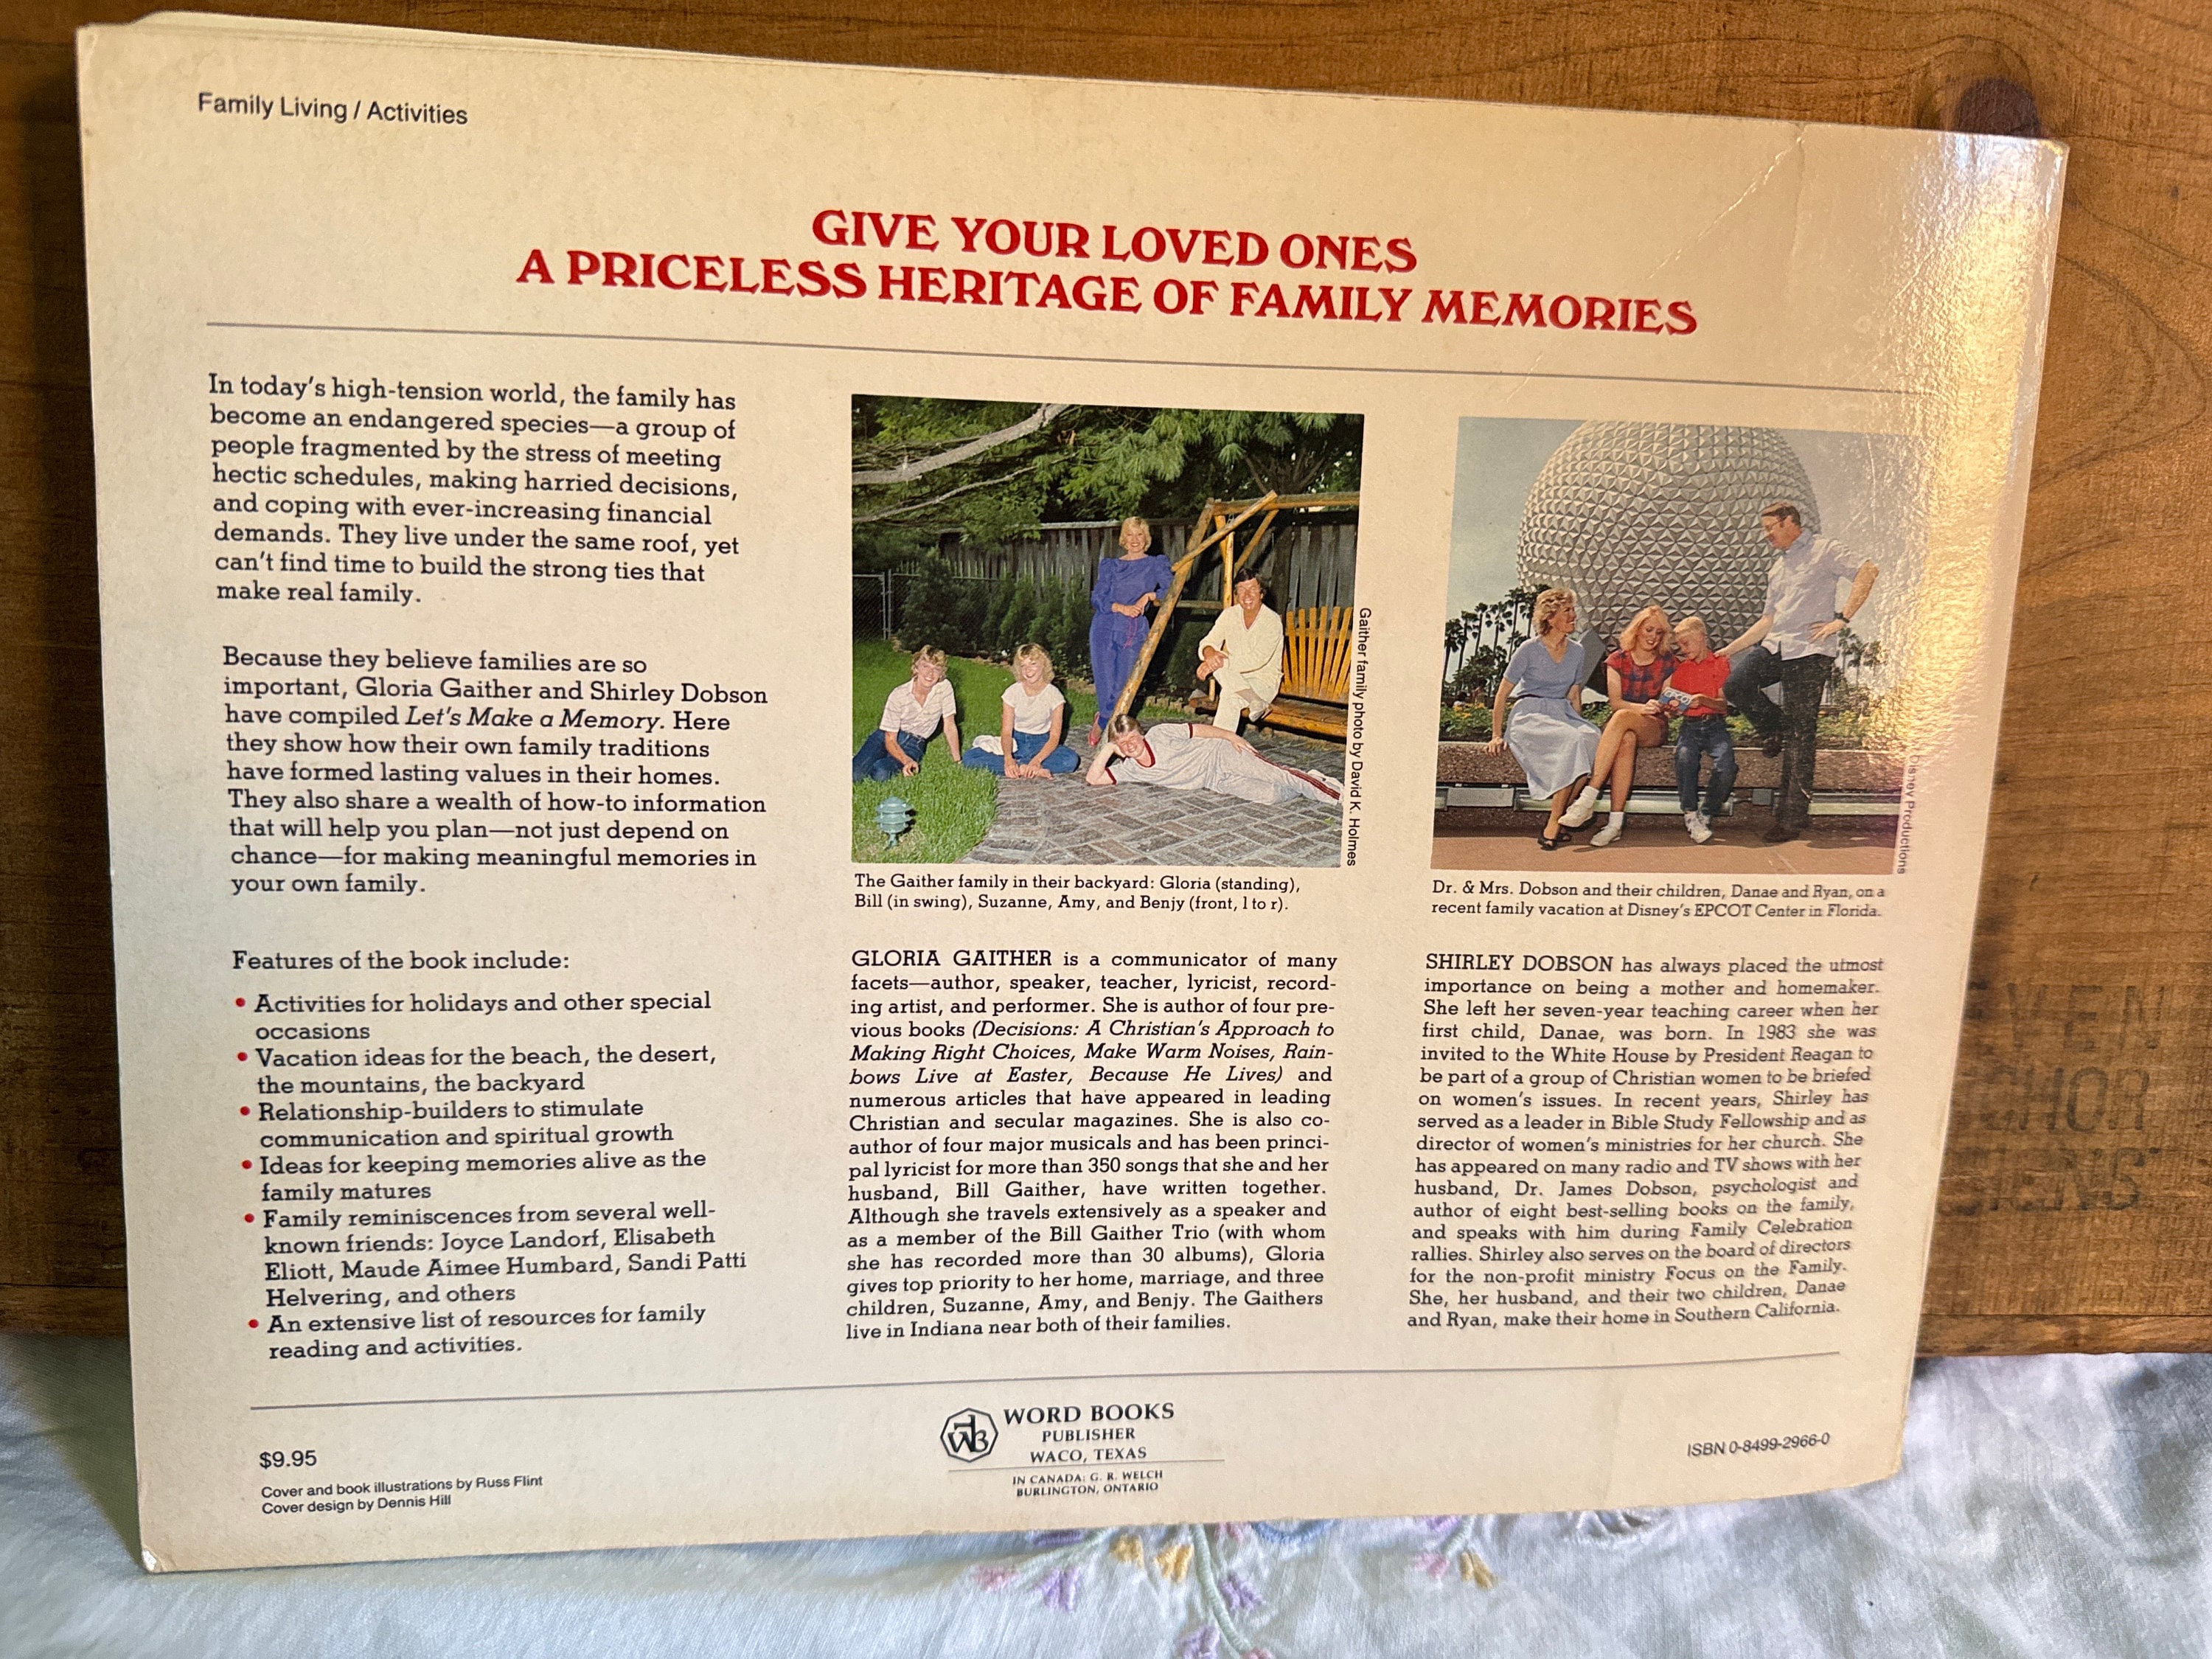 Family Living / Activities
GIVE YOUR LOVED ONES
A PRICELESS HERITAGE OF FAMILY MEMORIES
In today's high-tension world, the family has
become an endangered species—a group of
people fragmented by the stress of meeting
hectic schedules, making harried decisions,
and coping with ever-increasing financial
demands. They live under the same roof, yet
can't find time to build the strong ties that
make real family.
Because they believe families are so
important, Gloria Gaither and Shirley Dobson
have compiled Let's Make a Memory. Here
they show how their own family traditions
have formed lasting values in their homes.
They also share a wealth of how-to information
that will help you plan—not just depend on
chance—for making meaningful memories in
your own family.
Features of the book include:
• Activities for holidays and other special
occasions
• Vacation ideas for the beach, the desert,
the mountains, the backyard
• Relationship-builders to stimulate
communication and spiritual growth
• Ideas for keeping memories alive as the
family matures
• Family reminiscences from several well-
known friends: Joyce Landorf, Elisabeth
Eliott, Maude Aimee Humbard, Sandi Patti
Helvering, and others
• An extensive list of resources for family
reading and activities.
Gaither family photo by David K. Holmes
The Gaither family in their backyard: Gloria (standing),
Bill (in swing), Suzanne, Amy, and Benjy (front, l to r).
GLORIA GAITHER is a communicator of many
facets—author, speaker, teacher, lyricist, record-
ing artist, and performer. She is author of four pre-
vious books (Decisions: A Christian's Approach to
Making Right Choices, Make Warm Noises, Rain-
bows Live at Easter, Because He Lives) and
numerous articles that have appeared in leading
Christian and secular magazines. She is also co-
author of four major musicals and has been princi-
pal lyricist for more than 350 songs that she and her
husband, Bill Gaither, have written together.
Although she travels extensively as a speaker and
as a member of the Bill Gaither Trio (with whom
she has recorded more than 30 albums), Gloria
gives top priority to her home, marriage, and three
children, Suzanne, Amy, and Benjy. The Gaithers
live in Indiana near both of their families.
Disney Productions
Dr. & Mrs. Dobson and their children, Danae and Ryan, on a
recent family vacation at Disney's EPCOT Center in Florida.
SHIRLEY DOBSON has always placed the utmost
importance on being a mother and homemaker.
She left her seven-year teaching career when her
first child, Danae, was born. In 1983 she was
invited to the White House by President Reagan to
be part of a group of Christian women to be briefed
on women's issues. In recent years, Shirley has
served as a leader in Bible Study Fellowship and as
director of women's ministries for her church. She
has appeared on many radio and TV shows with her
husband, Dr. James Dobson, psychologist and
author of eight best-selling books on the family,
and speaks with him during Family Celebration
rallies. Shirley also serves on the board of directors
for the non-profit ministry Focus on the Family.
She, her husband, and their two children, Danae
and Ryan, make their home in Southern California.
$9.95
Cover and book illustrations by Russ Flint
Cover design by Dennis Hill
WORD BOOKS
PUBLISHER
WACO, TEXAS
IN CANADA: G. R. WELCH
BURLINGTON, ONTARIO
ISBN 0-8499-2966-0